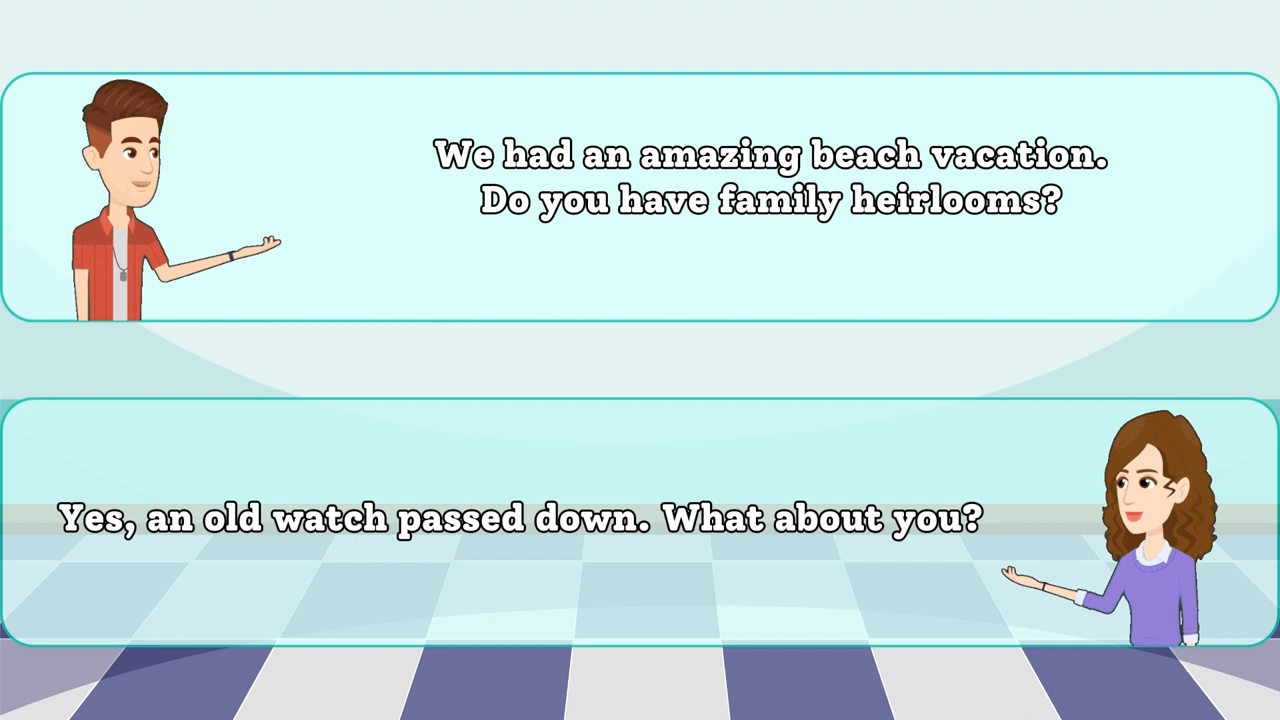 We had an amazing beach vacation.
Do you have family heirlooms?
Yes, an old watch passed down. What about you?